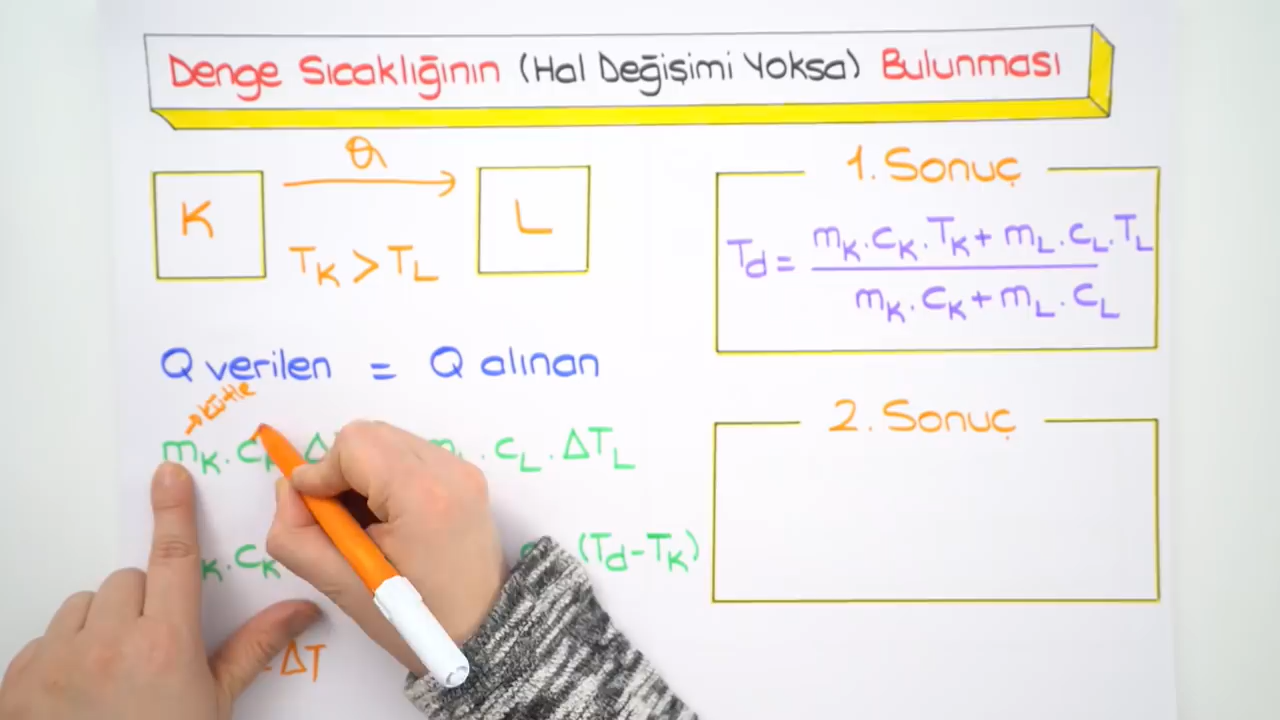 Denge Sıcaklığının (Hal Değişimi Yoksa) Bulunması
K
Q
L
T_K > T_L
Q verilen = Q alınan
kütle
m_K . c_K . Δ . c_L . ΔT_L
K . c_K (T_d - T_K)
ΔT
1. Sonuç
T_d = m_K . c_K . T_K + m_L . c_L . T_L
m_K . c_K + m_L . c_L
2. Sonuç